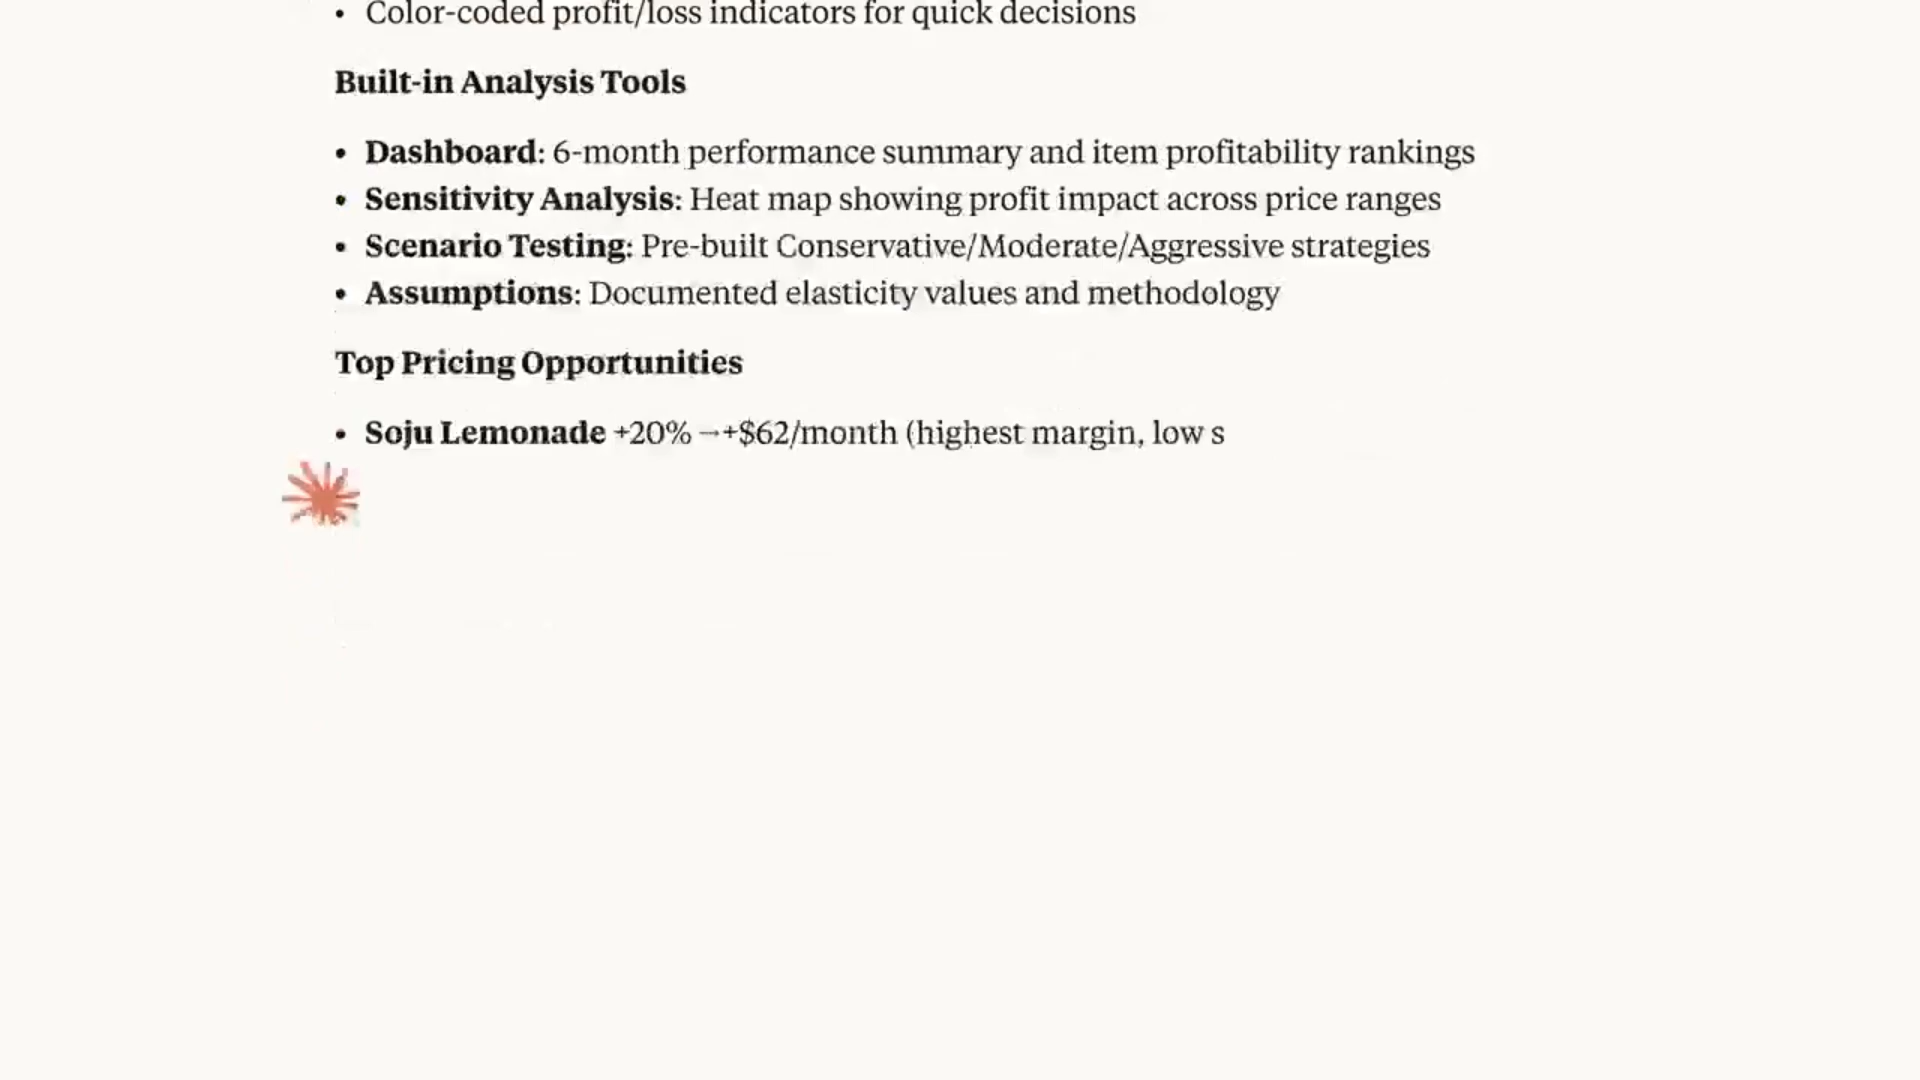 • Color-coded profit/loss indicators for quick decisions
Built-in Analysis Tools
• Dashboard: 6-month performance summary and item profitability rankings
• Sensitivity Analysis: Heat map showing profit impact across price ranges
• Scenario Testing: Pre-built Conservative/Moderate/Aggressive strategies
• Assumptions: Documented elasticity values and methodology
Top Pricing Opportunities
• Soju Lemonade +20% →+$62/month (highest margin, low s